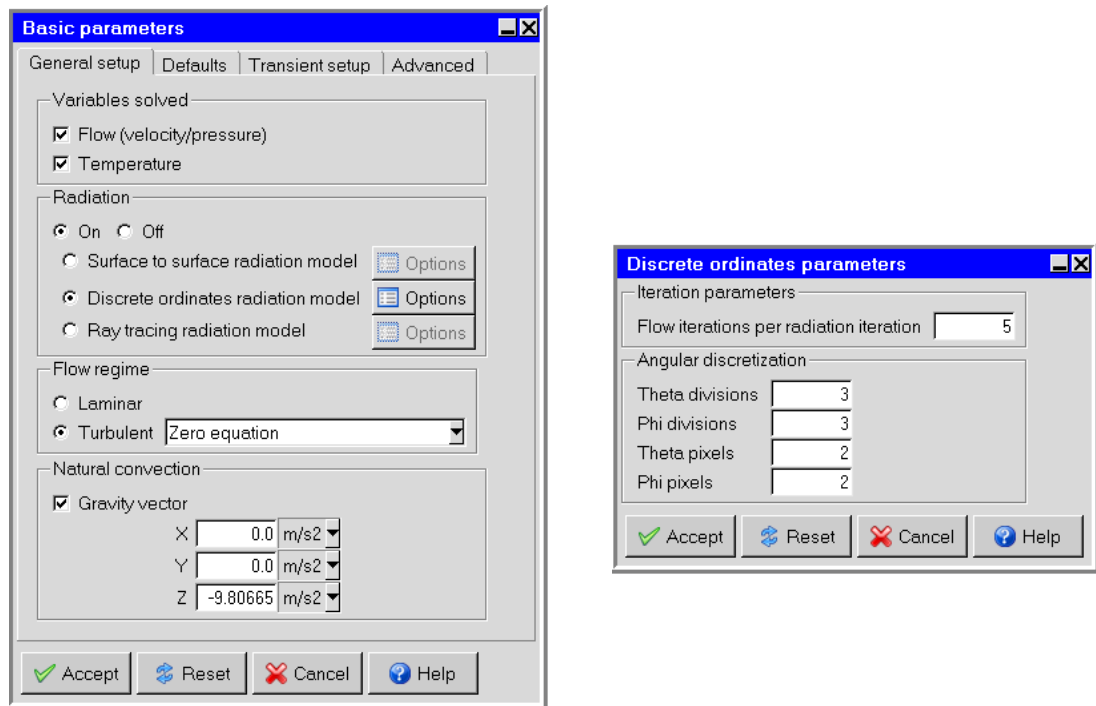 Basic parameters
General setup
Defaults
Transient setup
Advanced
Variables solved
Flow (velocity/pressure)
Temperature
Radiation
On
Off
Surface to surface radiation model
Options
Discrete ordinates radiation model
Options
Ray tracing radiation model
Options
Flow regime
Laminar
Turbulent Zero equation
Natural convection
Gravity vector
X 0.0 m/s2
Y 0.0 m/s2
Z -9.80665 m/s2
Accept
Reset
Cancel
Help
Discrete ordinates parameters
Iteration parameters
Flow iterations per radiation iteration 5
Angular discretization
Theta divisions 3
Phi divisions 3
Theta pixels 2
Phi pixels 2
Accept
Reset
Cancel
Help